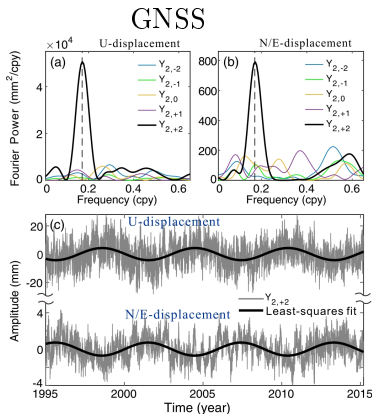 GNSS
U-displacement
N/E-displacement
×10⁴
(a)
Y2,-2
Y2,-1
Y2,0
Y2,+1
Y2,+2
Fourier Power (mm²/cpy)
4
2
0
0 0.2 0.4 0.6
Frequency (cpy)
(b)
Y2,-2
Y2,-1
Y2,0
Y2,+1
Y2,+2
800
600
400
200
0
0 0.2 0.4 0.6
Frequency (cpy)
(c)
U-displacement
Amplitude (mm)
20
0
-20
N/E-displacement
Y2,+2
Least-squares fit
4
0
-4
1995 2000 2005 2010 2015
Time (year)